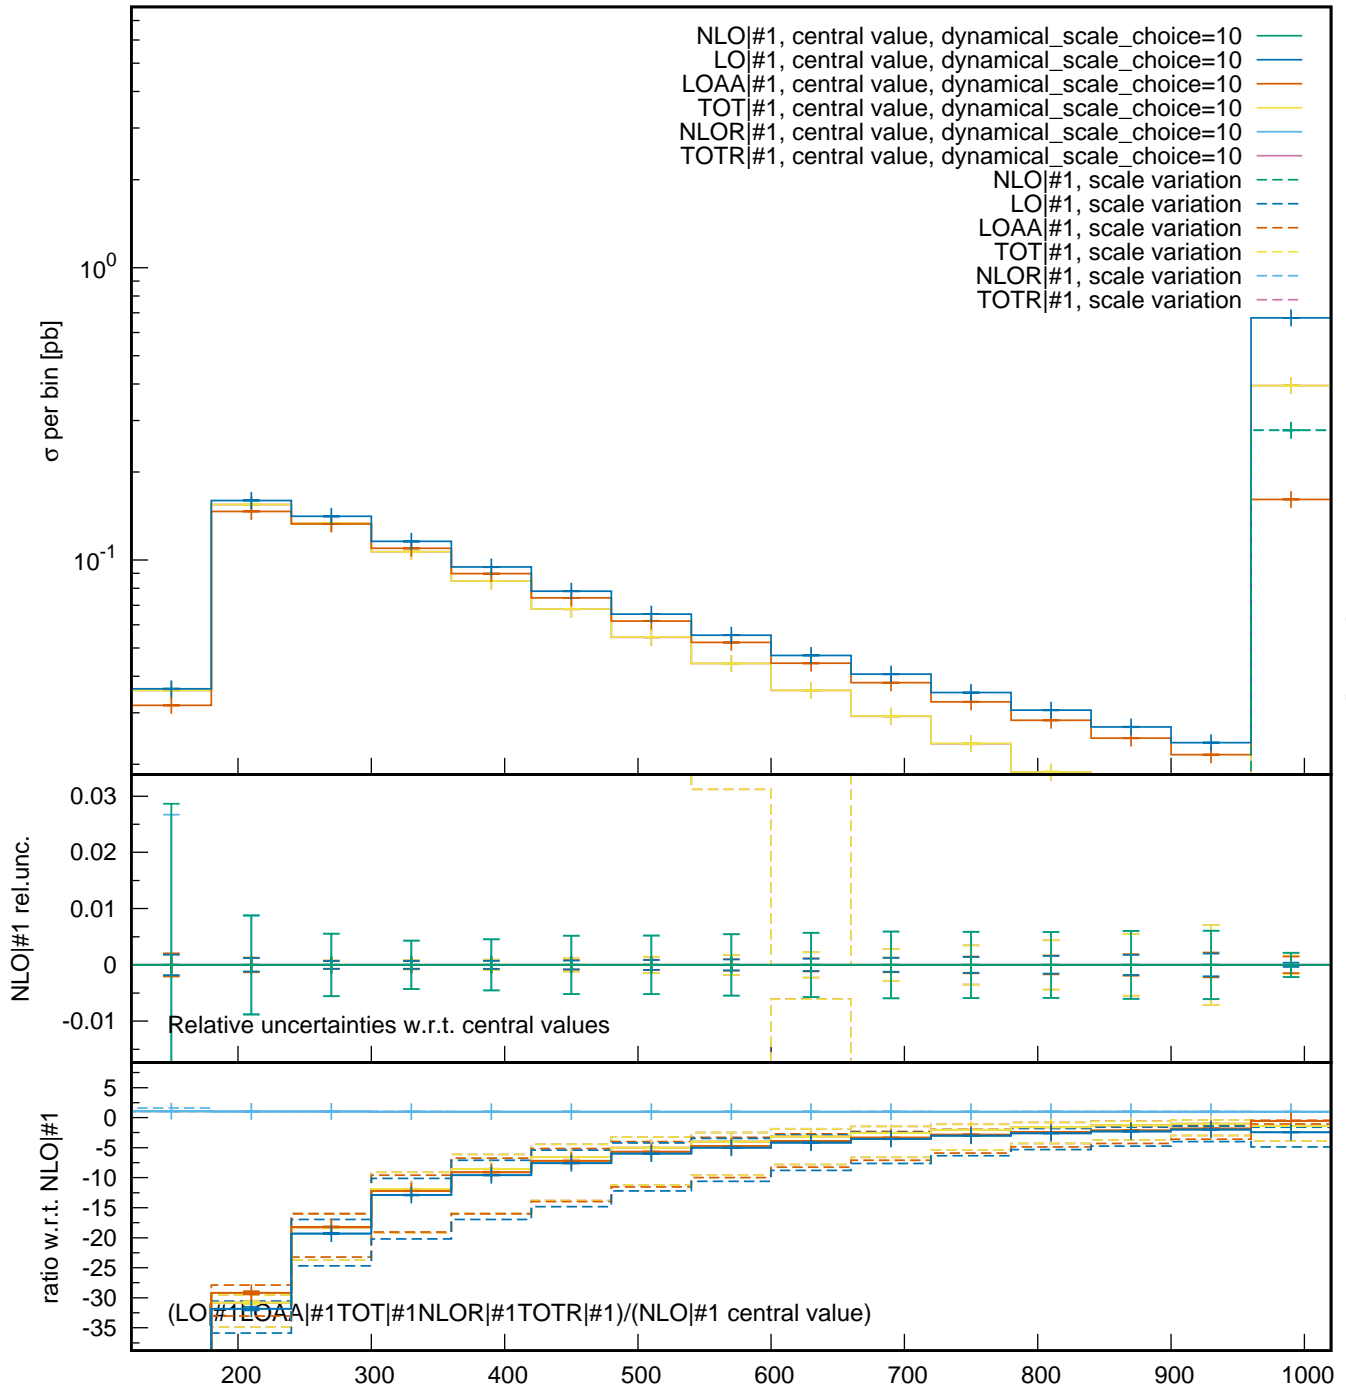 NLO|#1, central value, dynamical_scale_choice=10
LO|#1, central value, dynamical_scale_choice=10
LOAA|#1, central value, dynamical_scale_choice=10
TOT|#1, central value, dynamical_scale_choice=10
NLOR|#1, central value, dynamical_scale_choice=10
TOTR|#1, central value, dynamical_scale_choice=10
NLO|#1, scale variation
LO|#1, scale variation
LOAA|#1, scale variation
TOT|#1, scale variation
NLOR|#1, scale variation
TOTR|#1, scale variation
σ per bin [pb]
10⁰
10⁻¹
NLO|#1 rel.unc.
0.03
0.02
0.01
0
-0.01
Relative uncertainties w.r.t. central values
ratio w.r.t. NLO|#1
5
0
-5
-10
-15
-20
-25
-30
-35
(LO|#1LOAA|#1TOT|#1NLOR|#1TOTR|#1)/(NLO|#1 central value)
200 300 400 500 600 700 800 900 1000